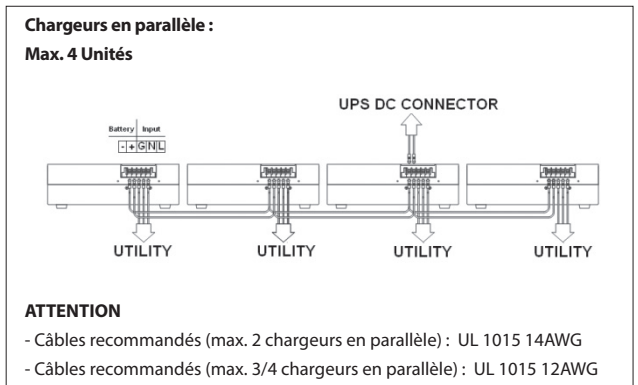 Chargeurs en parallèle :
Max. 4 Unités
UPS DC CONNECTOR
Battery Input
- + G N L
UTILITY UTILITY UTILITY UTILITY
ATTENTION
- Câbles recommandés (max. 2 chargeurs en parallèle) : UL 1015 14AWG
- Câbles recommandés (max. 3/4 chargeurs en parallèle) : UL 1015 12AWG